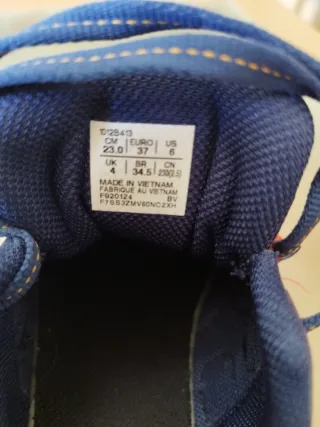 1012B413
CM EURO US
23.0 37 6
UK BR CN
4 34.5 230(2.5)
MADE IN VIETNAM
FABRIQUE AU VIETNAM
F920124 BV
F7SS3ZMV60NCZXH